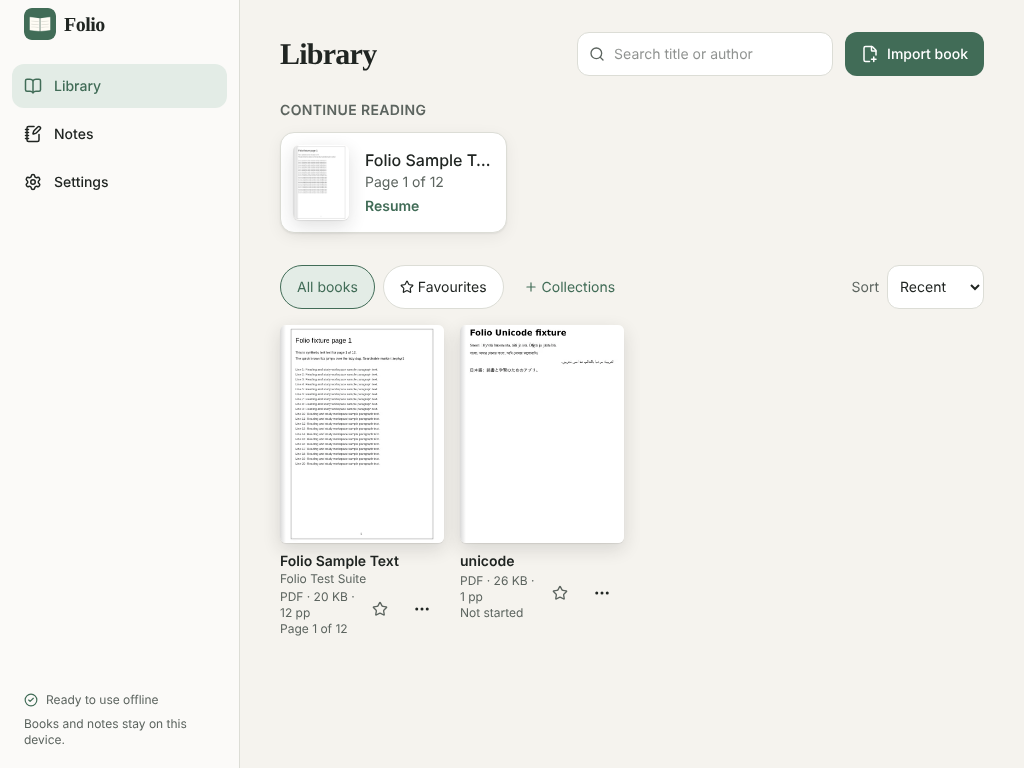 Folio
Library
Notes
Settings
Ready to use offline
Books and notes stay on this
device.
Library
Search title or author
Import book
CONTINUE READING
Folio Sample T...
Page 1 of 12
Resume
All books
Favourites
+ Collections
Sort
Recent
Folio fixture page 1
Folio Unicode fixture
Folio Sample Text
Folio Test Suite
PDF · 20 KB ·
12 pp
Page 1 of 12
unicode
PDF · 26 KB ·
1 pp
Not started